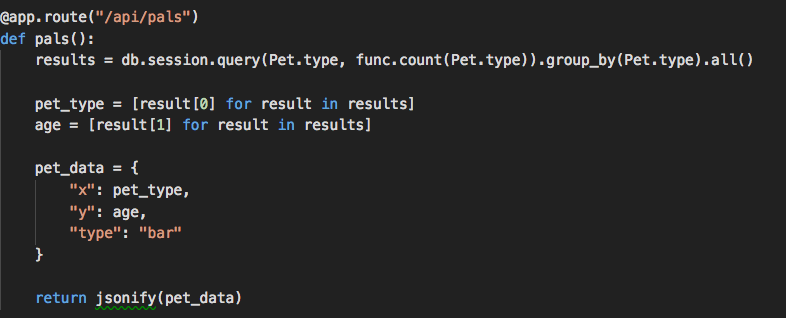 @app.route("/api/pals")
def pals():
    results = db.session.query(Pet.type, func.count(Pet.type)).group_by(Pet.type).all()

    pet_type = [result[0] for result in results]
    age = [result[1] for result in results]

    pet_data = {
        "x": pet_type,
        "y": age,
        "type": "bar"
    }

    return jsonify(pet_data)